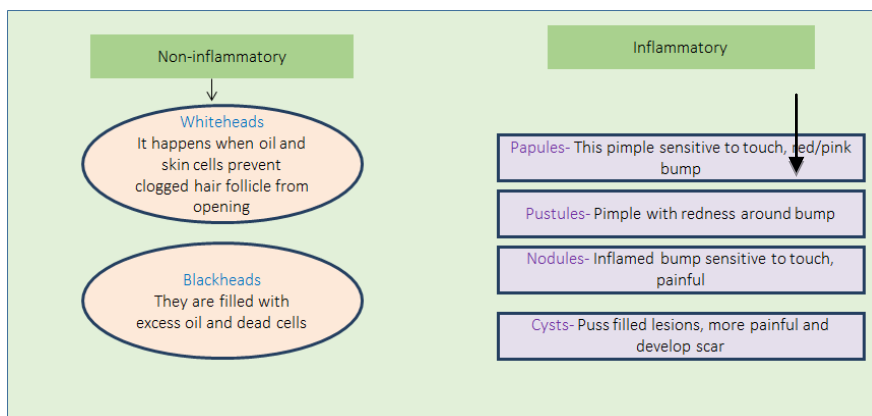 Non-inflammatory
Whiteheads
It happens when oil and
skin cells prevent
clogged hair follicle from
opening
Blackheads
They are filled with
excess oil and dead cells
Inflammatory
Papules- This pimple sensitive to touch, red/pink
bump
Pustules- Pimple with redness around bump
Nodules- Inflamed bump sensitive to touch,
painful
Cysts- Puss filled lesions, more painful and
develop scar